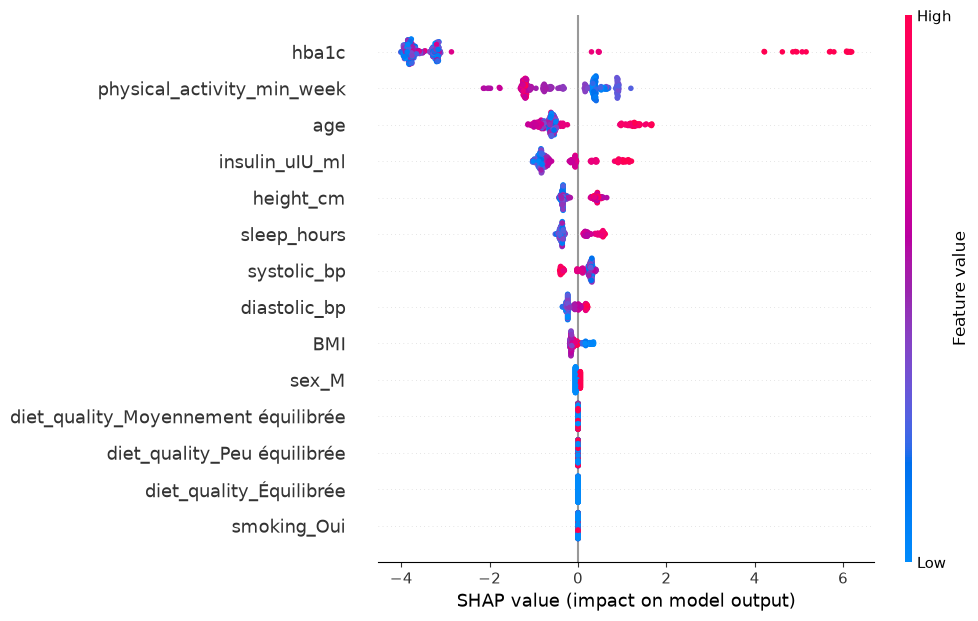 High
hba1c
physical_activity_min_week
age
insulin_uIU_ml
height_cm
sleep_hours
systolic_bp
diastolic_bp
BMI
sex_M
diet_quality_Moyennement équilibrée
diet_quality_Peu équilibrée
diet_quality_Équilibrée
smoking_Oui
Feature value
Low
−4 −2 0 2 4 6
SHAP value (impact on model output)